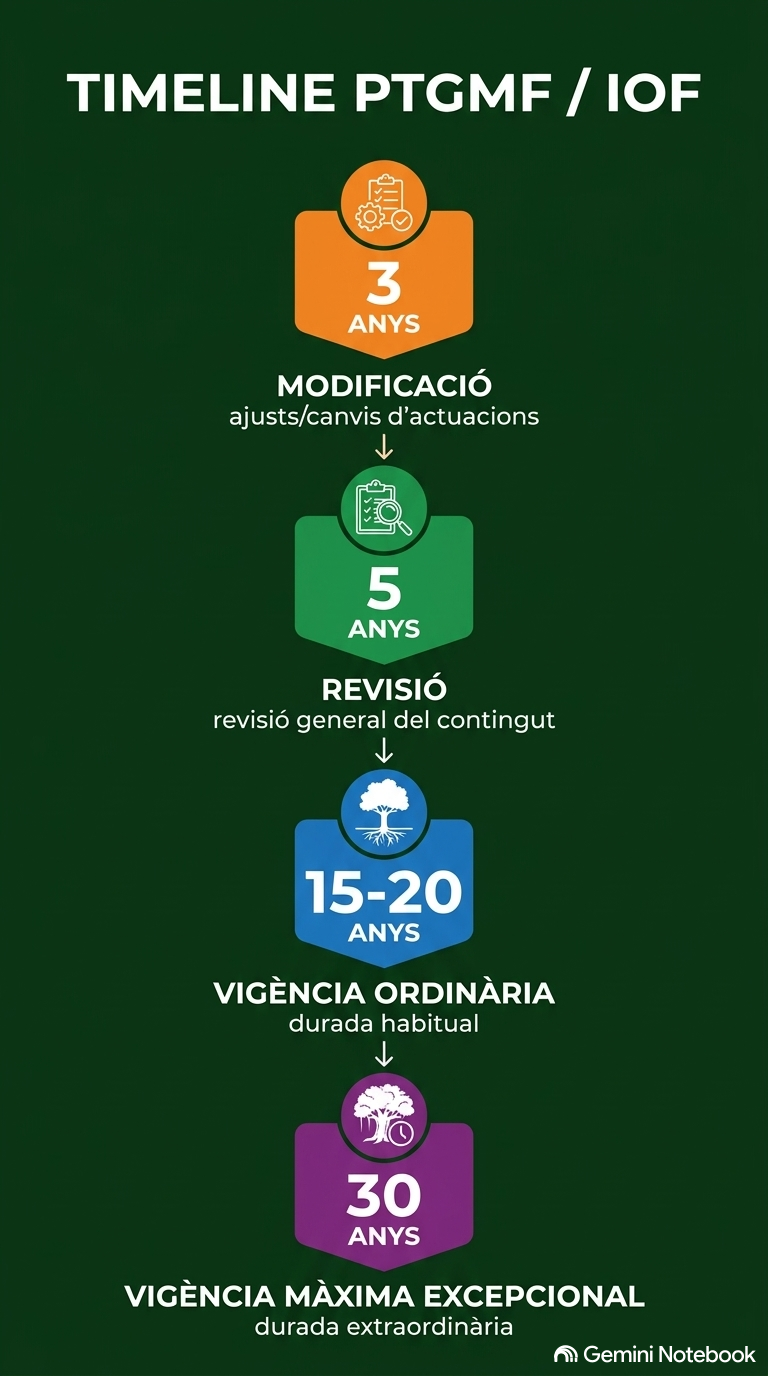 TIMELINE PTGMF / IOF
3
ANYS
MODIFICACIÓ
ajusts/canvis d’actuacions
5
ANYS
REVISIÓ
revisió general del contingut
15-20
ANYS
VIGÈNCIA ORDINÀRIA
durada habitual
30
ANYS
VIGÈNCIA MÀXIMA EXCEPCIONAL
durada extraordinària
Gemini Notebook